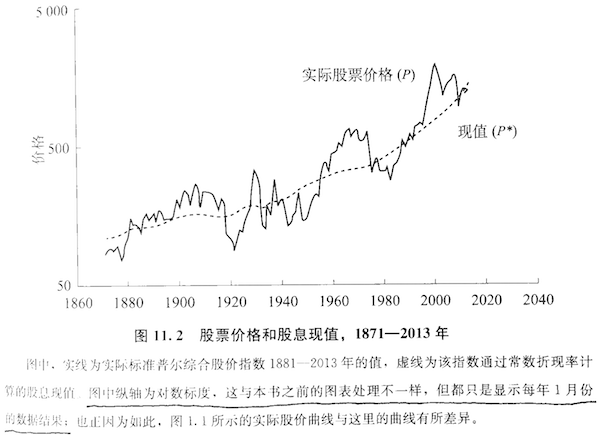 5 000
实际股票价格 (P)
现值 (P*)
价格
500
50
1860 1880 1900 1920 1940 1960 1980 2000 2020 2040
图 11.2 股票价格和股息现值，1871—2013 年
图中，实线为实际标准普尔综合股价指数 1881—2013 年的值，虚线为该指数通过常数折现率计
算的股息现值 图中纵轴为对数标度，这与本书之前的图表处理不一样，但都只是显示每年 1 月份
的数据结果；也正因为如此，图 1.1 所示的实际股价曲线与这里的曲线有所差异。